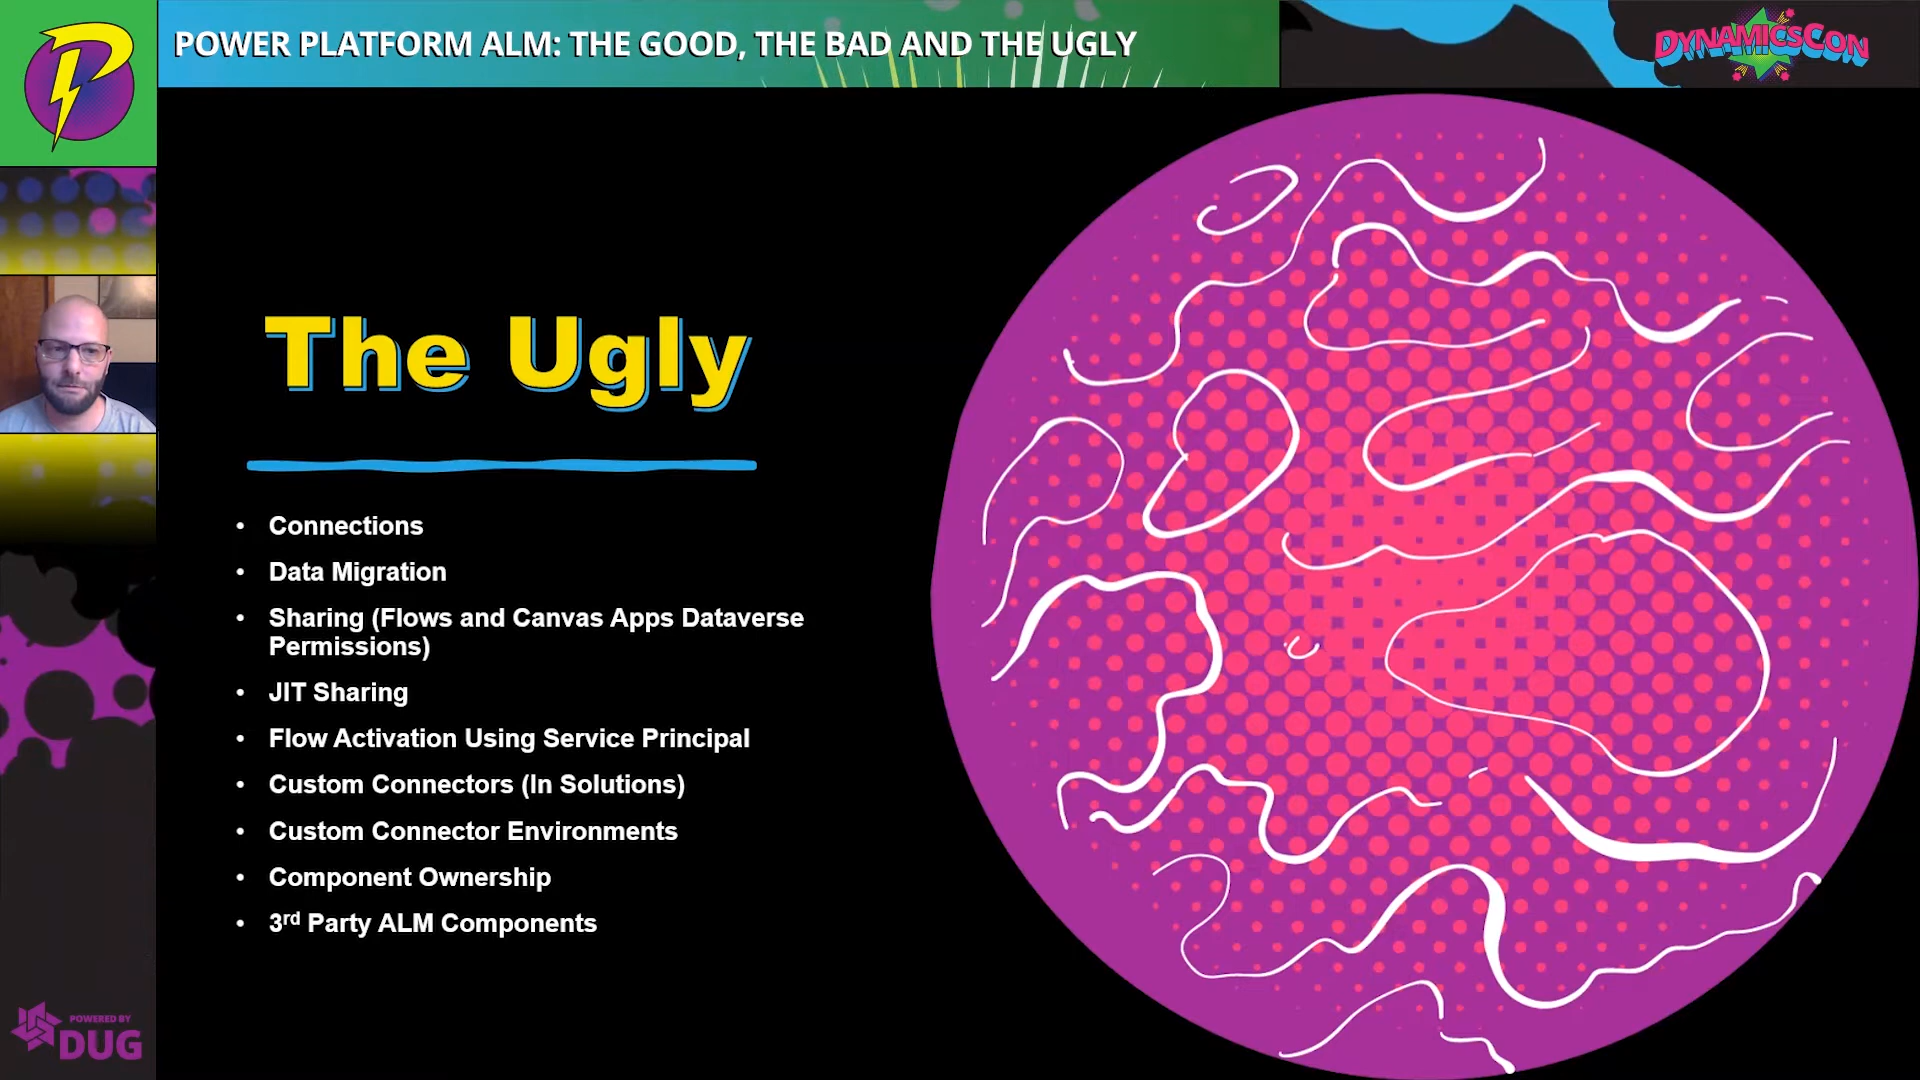 POWER PLATFORM ALM: THE GOOD, THE BAD AND THE UGLY
DYNAMICSCON
The Ugly
• Connections
• Data Migration
• Sharing (Flows and Canvas Apps Dataverse
Permissions)
• JIT Sharing
• Flow Activation Using Service Principal
• Custom Connectors (In Solutions)
• Custom Connector Environments
• Component Ownership
• 3rd Party ALM Components
POWERED BY
DUG